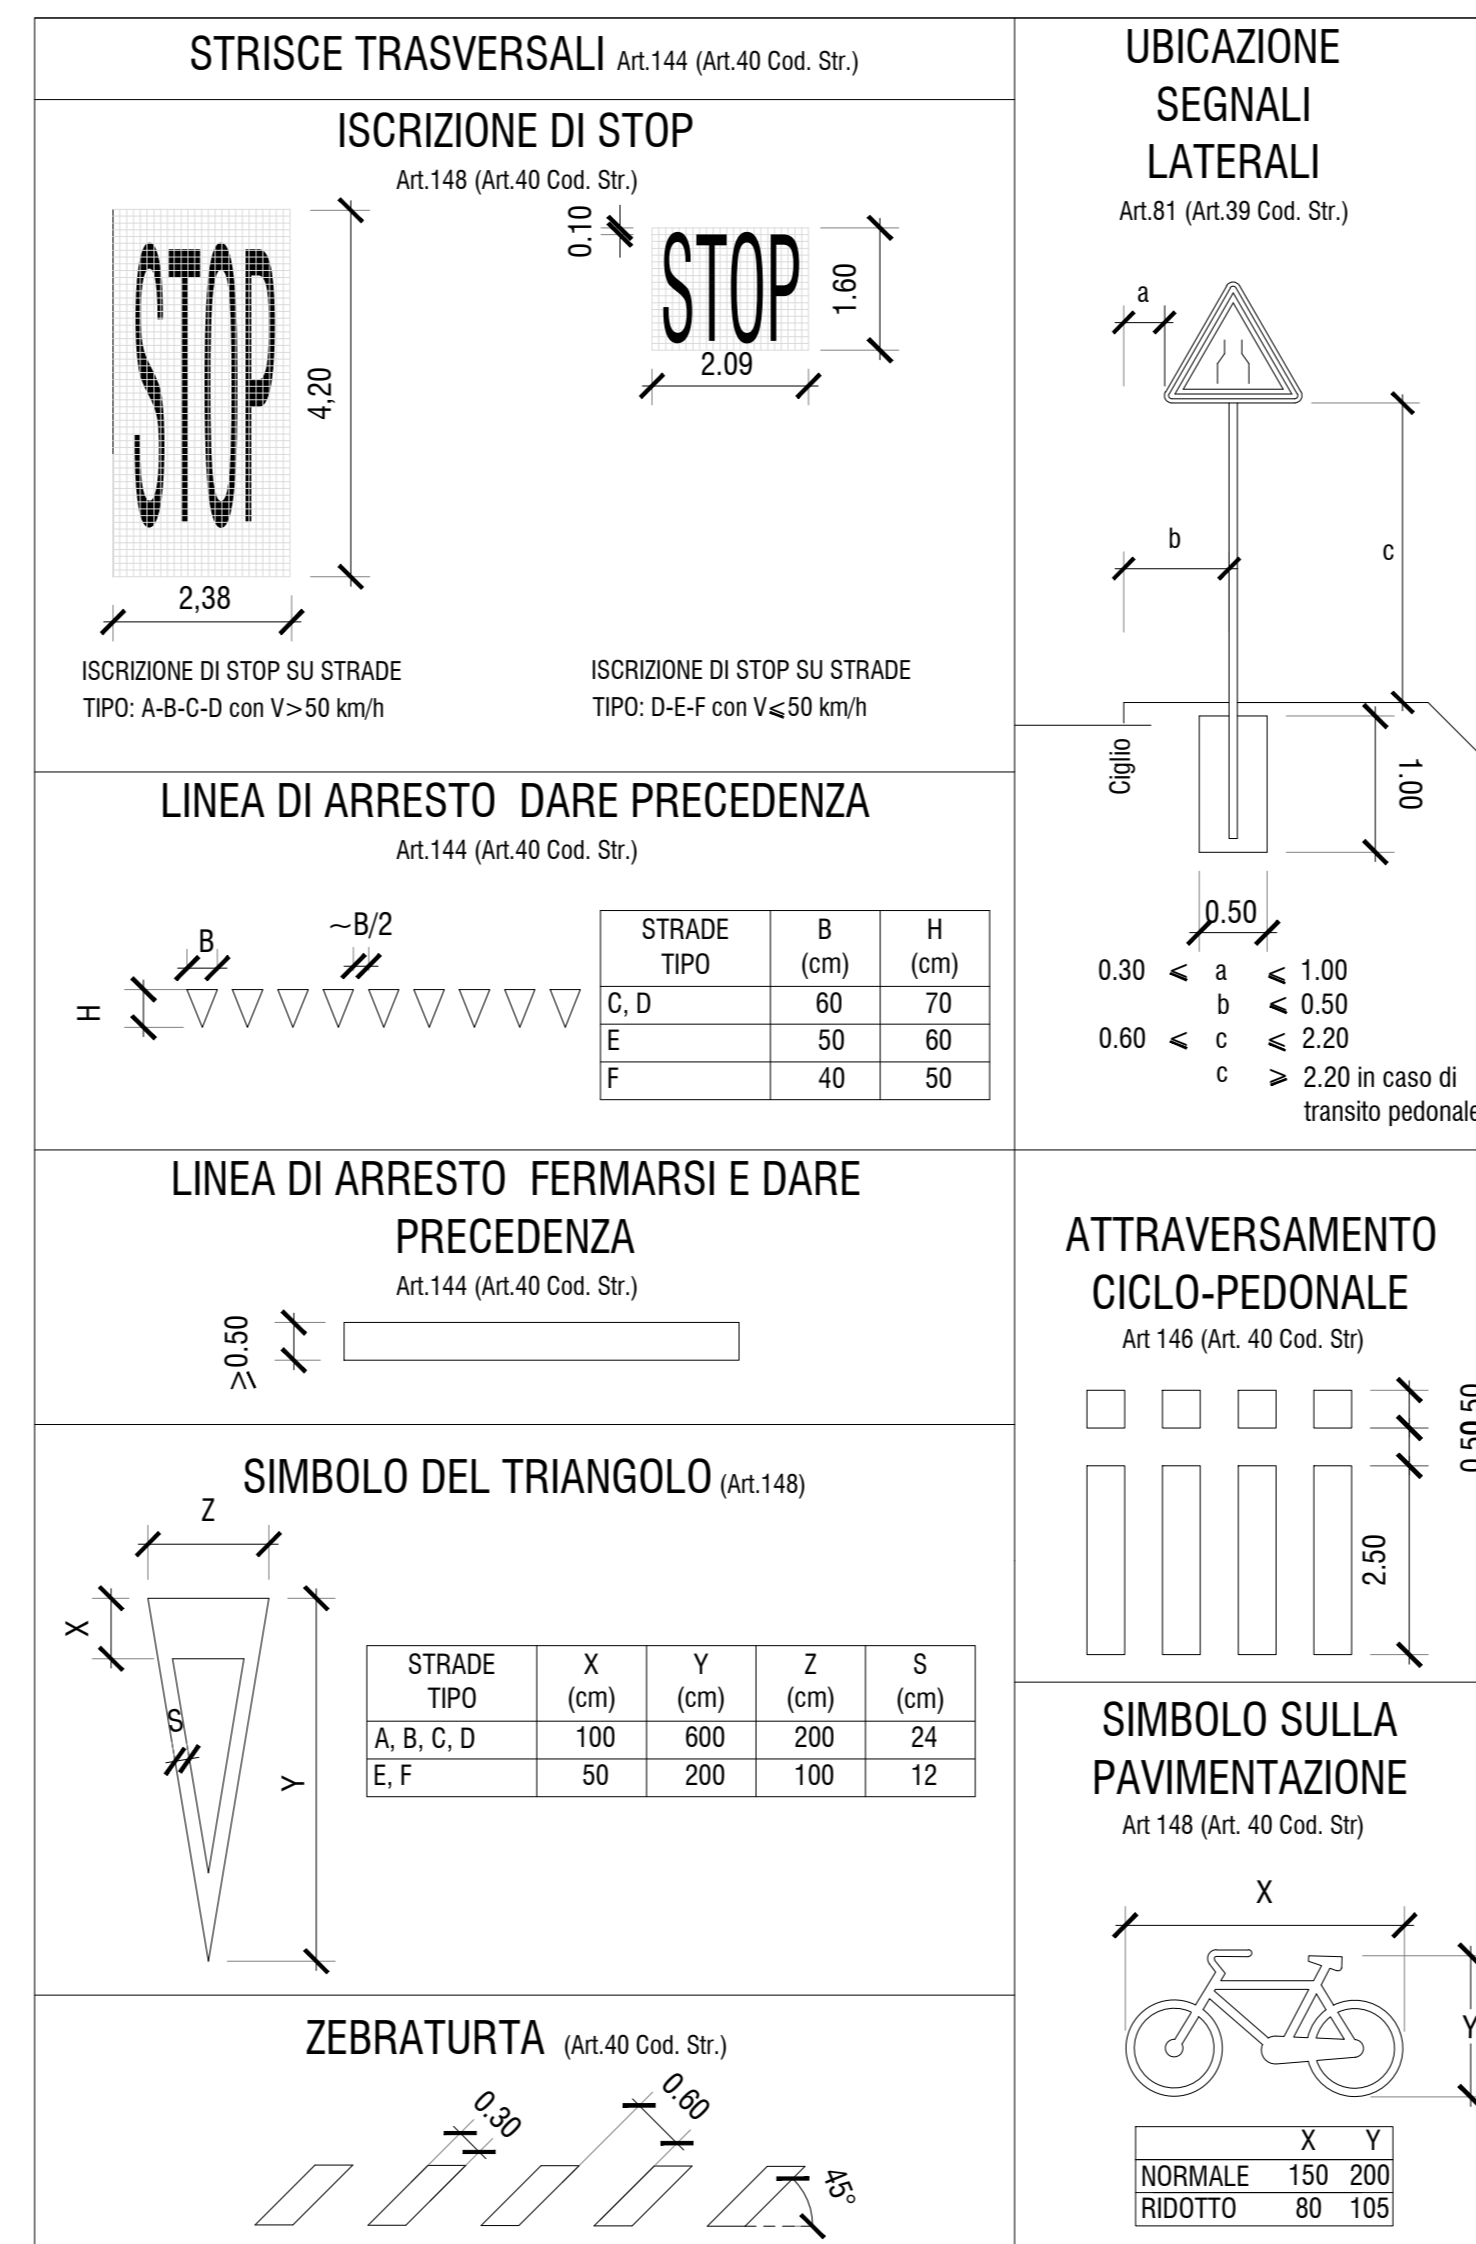 STRISCE TRASVERSALI Art.144 (Art.40 Cod. Str.)
ISCRIZIONE DI STOP
Art.148 (Art.40 Cod. Str.)
STOP
4,20
2,38
0.10
STOP
1.60
2.09
ISCRIZIONE DI STOP SU STRADE
TIPO: A-B-C-D con V>50 km/h
ISCRIZIONE DI STOP SU STRADE
TIPO: D-E-F con V⩽50 km/h
LINEA DI ARRESTO DARE PRECEDENZA
Art.144 (Art.40 Cod. Str.)
B
~B/2
H
STRADE TIPO B (cm) H (cm)
C, D 60 70
E 50 60
F 40 50
LINEA DI ARRESTO FERMARSI E DARE
PRECEDENZA
Art.144 (Art.40 Cod. Str.)
≥0.50
SIMBOLO DEL TRIANGOLO (Art.148)
Z
X
S
Y
STRADE TIPO X (cm) Y (cm) Z (cm) S (cm)
A, B, C, D 100 600 200 24
E, F 50 200 100 12
ZEBRATURTA (Art.40 Cod. Str.)
0.30
0.60
45°
UBICAZIONE
SEGNALI
LATERALI
Art.81 (Art.39 Cod. Str.)
a
b
c
Ciglio
1.00
0.50
0.30 ⩽ a ⩽ 1.00
b ⩽ 0.50
0.60 ⩽ c ⩽ 2.20
c ⩾ 2.20 in caso di
transito pedonale
ATTRAVERSAMENTO
CICLO-PEDONALE
Art 146 (Art. 40 Cod. Str)
0.50
0.50
2.50
SIMBOLO SULLA
PAVIMENTAZIONE
Art 148 (Art. 40 Cod. Str)
X
Y
X Y
NORMALE 150 200
RIDOTTO 80 105